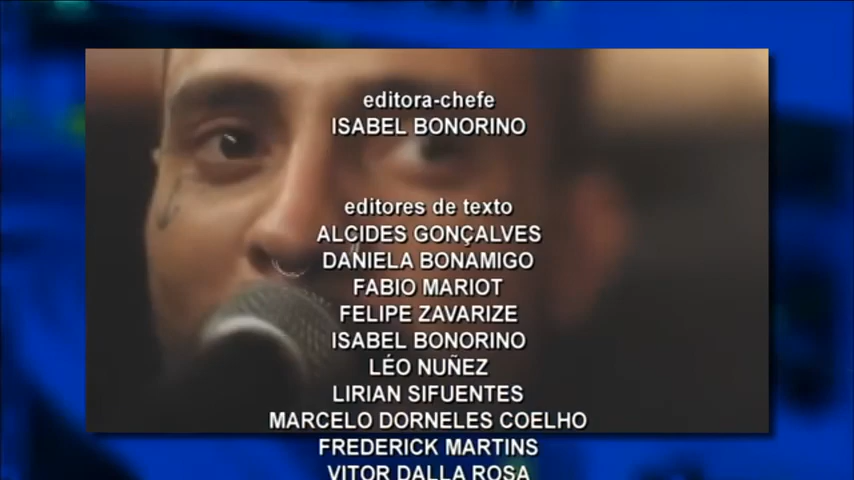 editora-chefe
ISABEL BONORINO
editores de texto
ALCIDES GONÇALVES
DANIELA BONAMIGO
FABIO MARIOT
FELIPE ZAVARIZE
ISABEL BONORINO
LÉO NUÑEZ
LIRIAN SIFUENTES
MARCELO DORNELES COELHO
FREDERICK MARTINS
VITOR DALLA ROSA